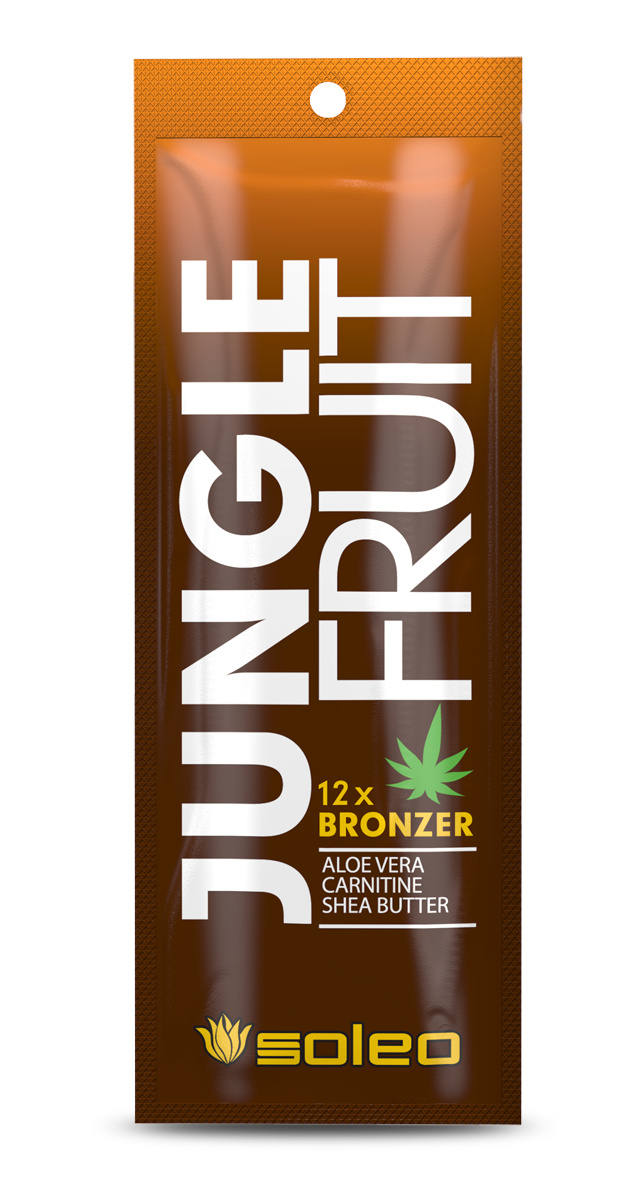 JUNGLE
FRUIT
12 x
BRONZER
ALOE VERA
CARNITINE
SHEA BUTTER
soleo